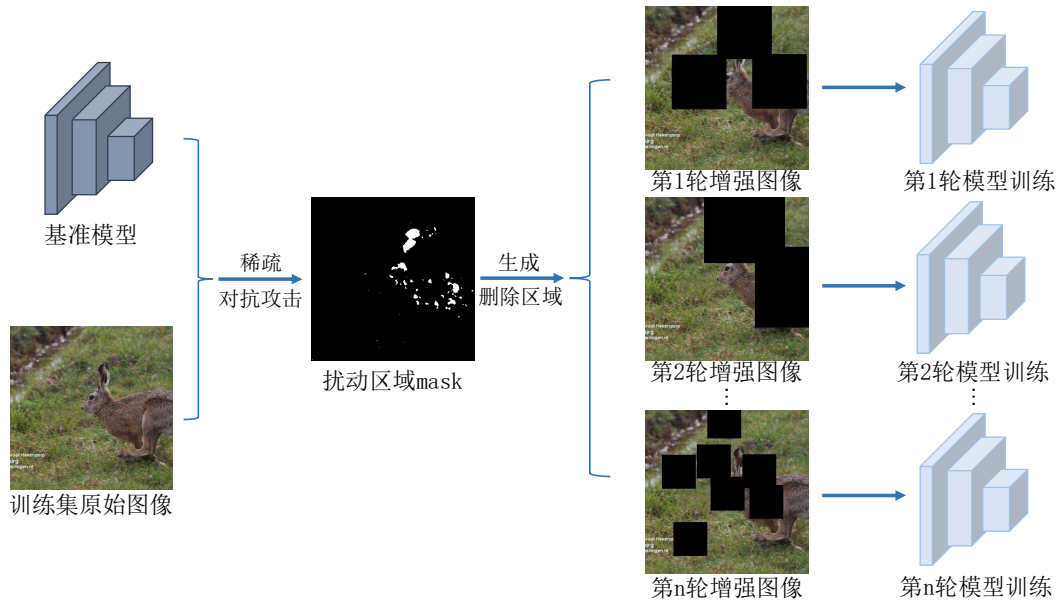 基准模型
训练集原始图像
稀疏
对抗攻击
扰动区域mask
生成
删除区域
第1轮增强图像
第1轮模型训练
第2轮增强图像
第2轮模型训练
⋮
⋮
第n轮增强图像
第n轮模型训练